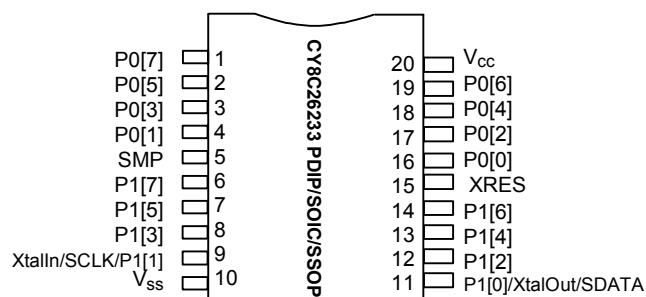 P0[7] 1
P0[5] 2
P0[3] 3
P0[1] 4
SMP 5
P1[7] 6
P1[5] 7
P1[3] 8
XtalIn/SCLK/P1[1] 9
Vss 10
CY8C26233 PDIP/SOIC/SSOP
20 Vcc
19 P0[6]
18 P0[4]
17 P0[2]
16 P0[0]
15 XRES
14 P1[6]
13 P1[4]
12 P1[2]
11 P1[0]/XtalOut/SDATA